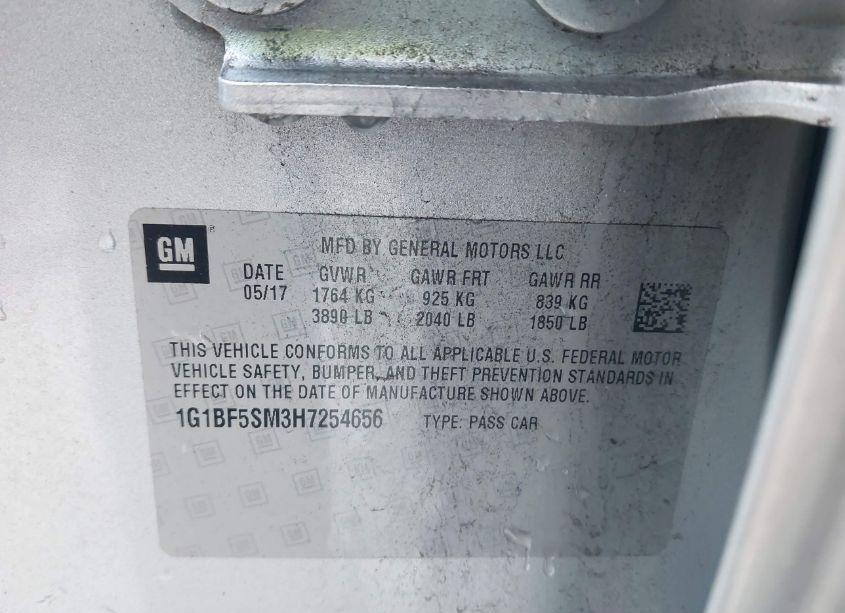 GM ®
MFD BY GENERAL MOTORS LLC
DATE GVWR GAWR FRT GAWR RR
05/17 1764 KG 925 KG 839 KG
3890 LB 2040 LB 1850 LB
THIS VEHICLE CONFORMS TO ALL APPLICABLE U.S. FEDERAL MOTOR
VEHICLE SAFETY, BUMPER, AND THEFT PREVENTION STANDARDS IN
EFFECT ON THE DATE OF MANUFACTURE SHOWN ABOVE.
1G1BF5SM3H7254656 TYPE: PASS CAR